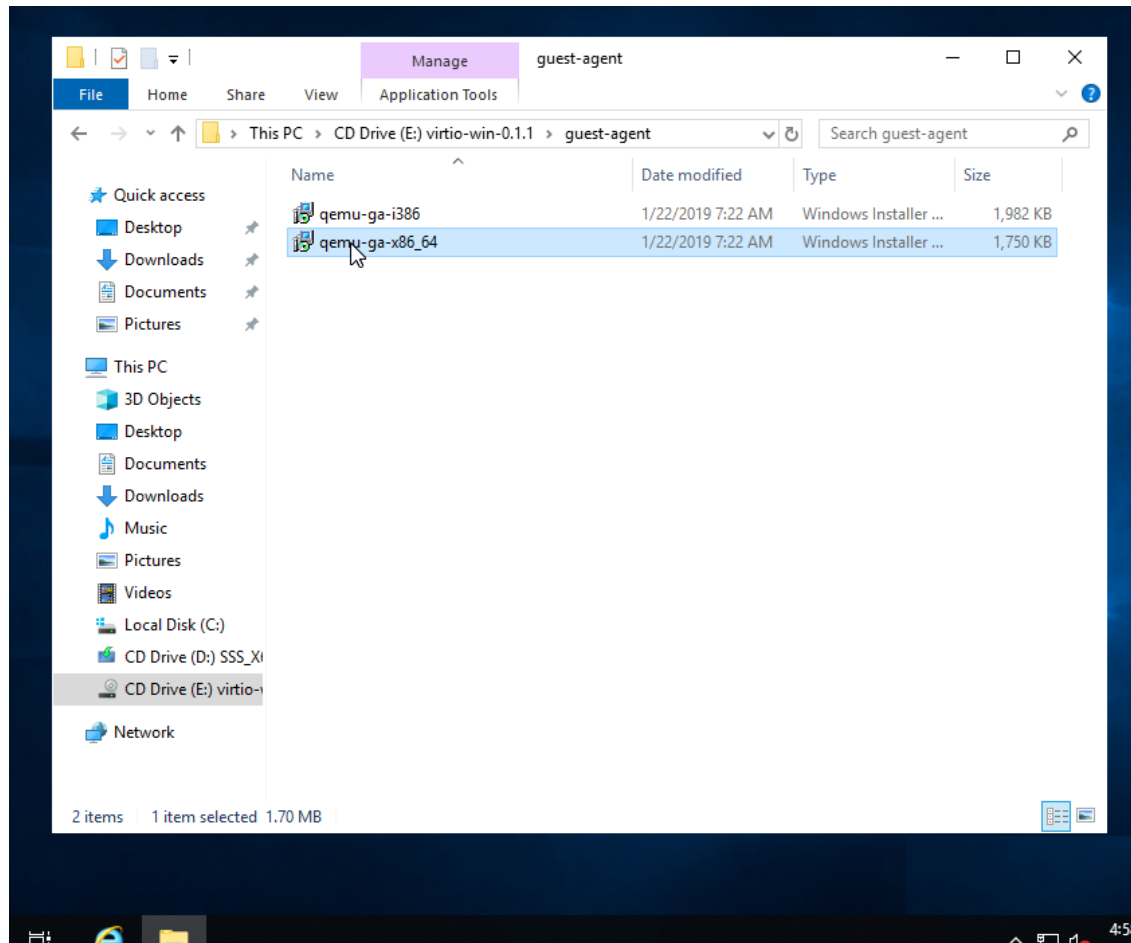 Manage guest-agent
File Home Share View Application Tools
This PC > CD Drive (E:) virtio-win-0.1.1 > guest-agent Search guest-agent
Name Date modified Type Size
Quick access
qemu-ga-i386 1/22/2019 7:22 AM Windows Installer ... 1,982 KB
Desktop
qemu-ga-x86_64 1/22/2019 7:22 AM Windows Installer ... 1,750 KB
Downloads
Documents
Pictures
This PC
3D Objects
Desktop
Documents
Downloads
Music
Pictures
Videos
Local Disk (C:)
CD Drive (D:) SSS_X
CD Drive (E:) virtio-
Network
2 items 1 item selected 1.70 MB